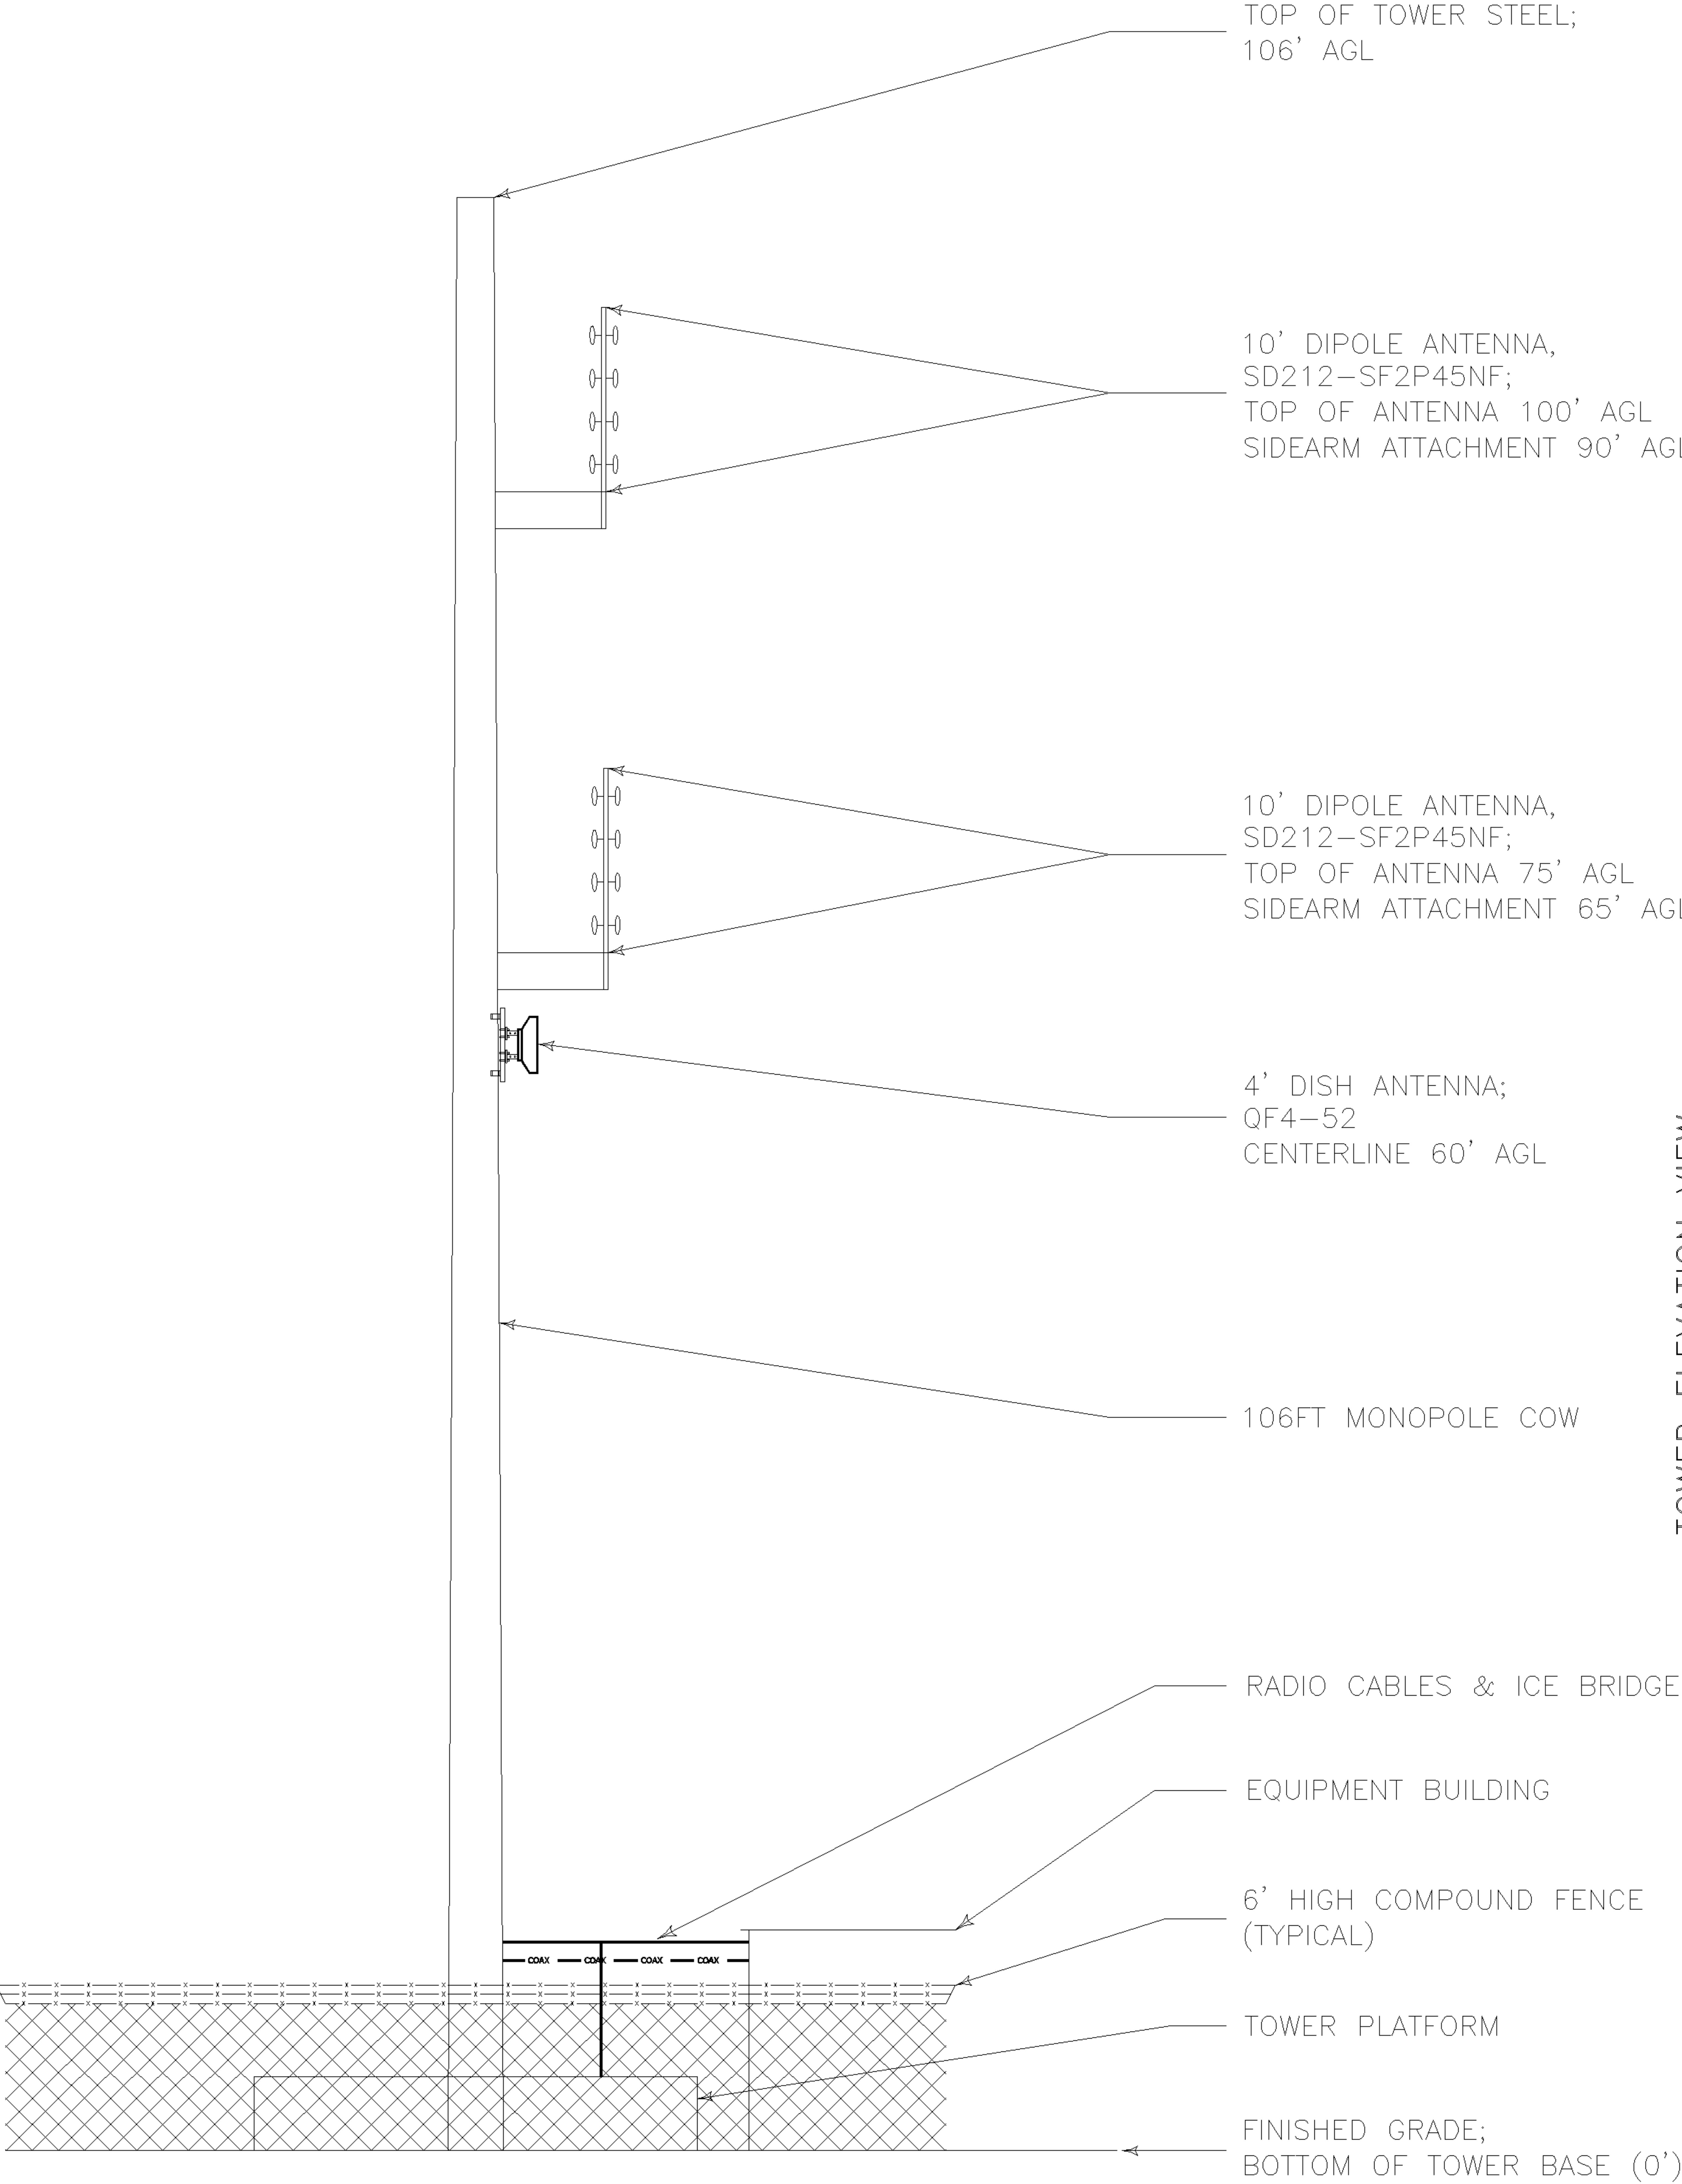 TOP OF TOWER STEEL;
106' AGL
10' DIPOLE ANTENNA,
SD212-SF2P45NF;
TOP OF ANTENNA 100' AGL
SIDEARM ATTACHMENT 90' AGL
10' DIPOLE ANTENNA,
SD212-SF2P45NF;
TOP OF ANTENNA 75' AGL
SIDEARM ATTACHMENT 65' AGL
4' DISH ANTENNA;
QF4-52
CENTERLINE 60' AGL
TOWER ELEVATION VIEW
106FT MONOPOLE COW
RADIO CABLES & ICE BRIDGE
EQUIPMENT BUILDING
6' HIGH COMPOUND FENCE
(TYPICAL)
COAX COAX COAX COAX
TOWER PLATFORM
FINISHED GRADE;
BOTTOM OF TOWER BASE (0')